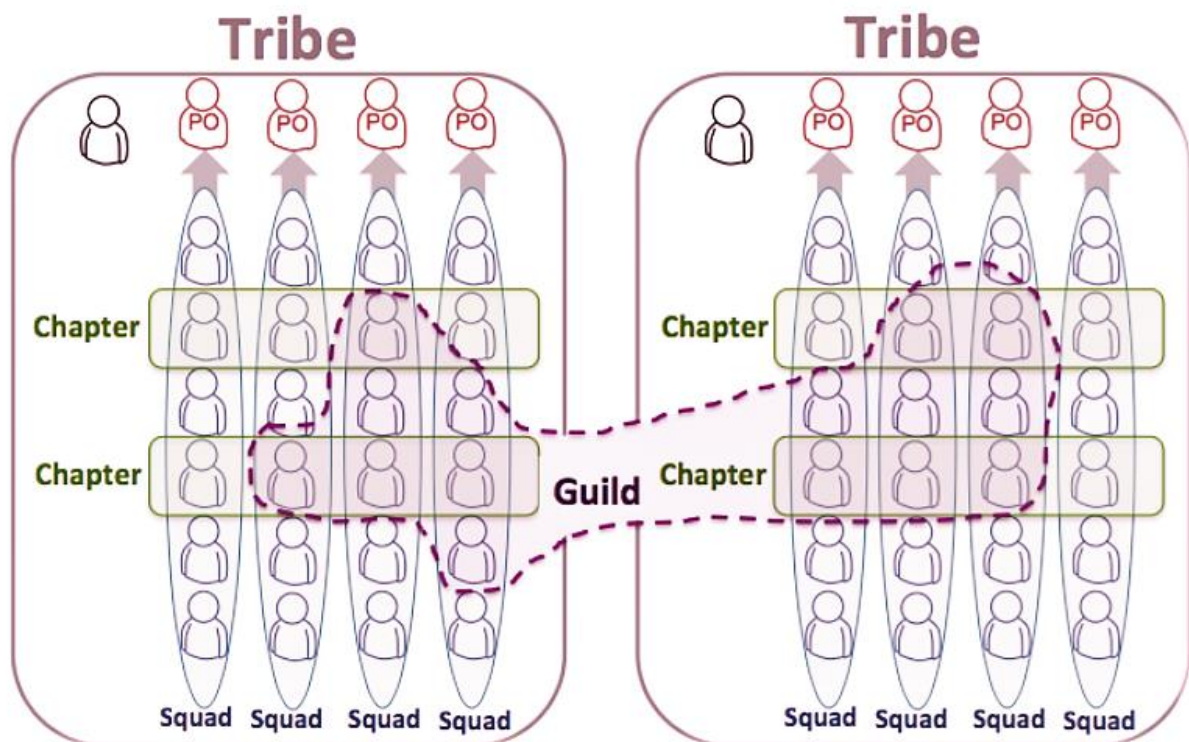 Tribe Tribe
PO PO PO PO PO PO PO PO
Chapter Chapter
Chapter Guild Chapter
Squad Squad Squad Squad Squad Squad Squad Squad